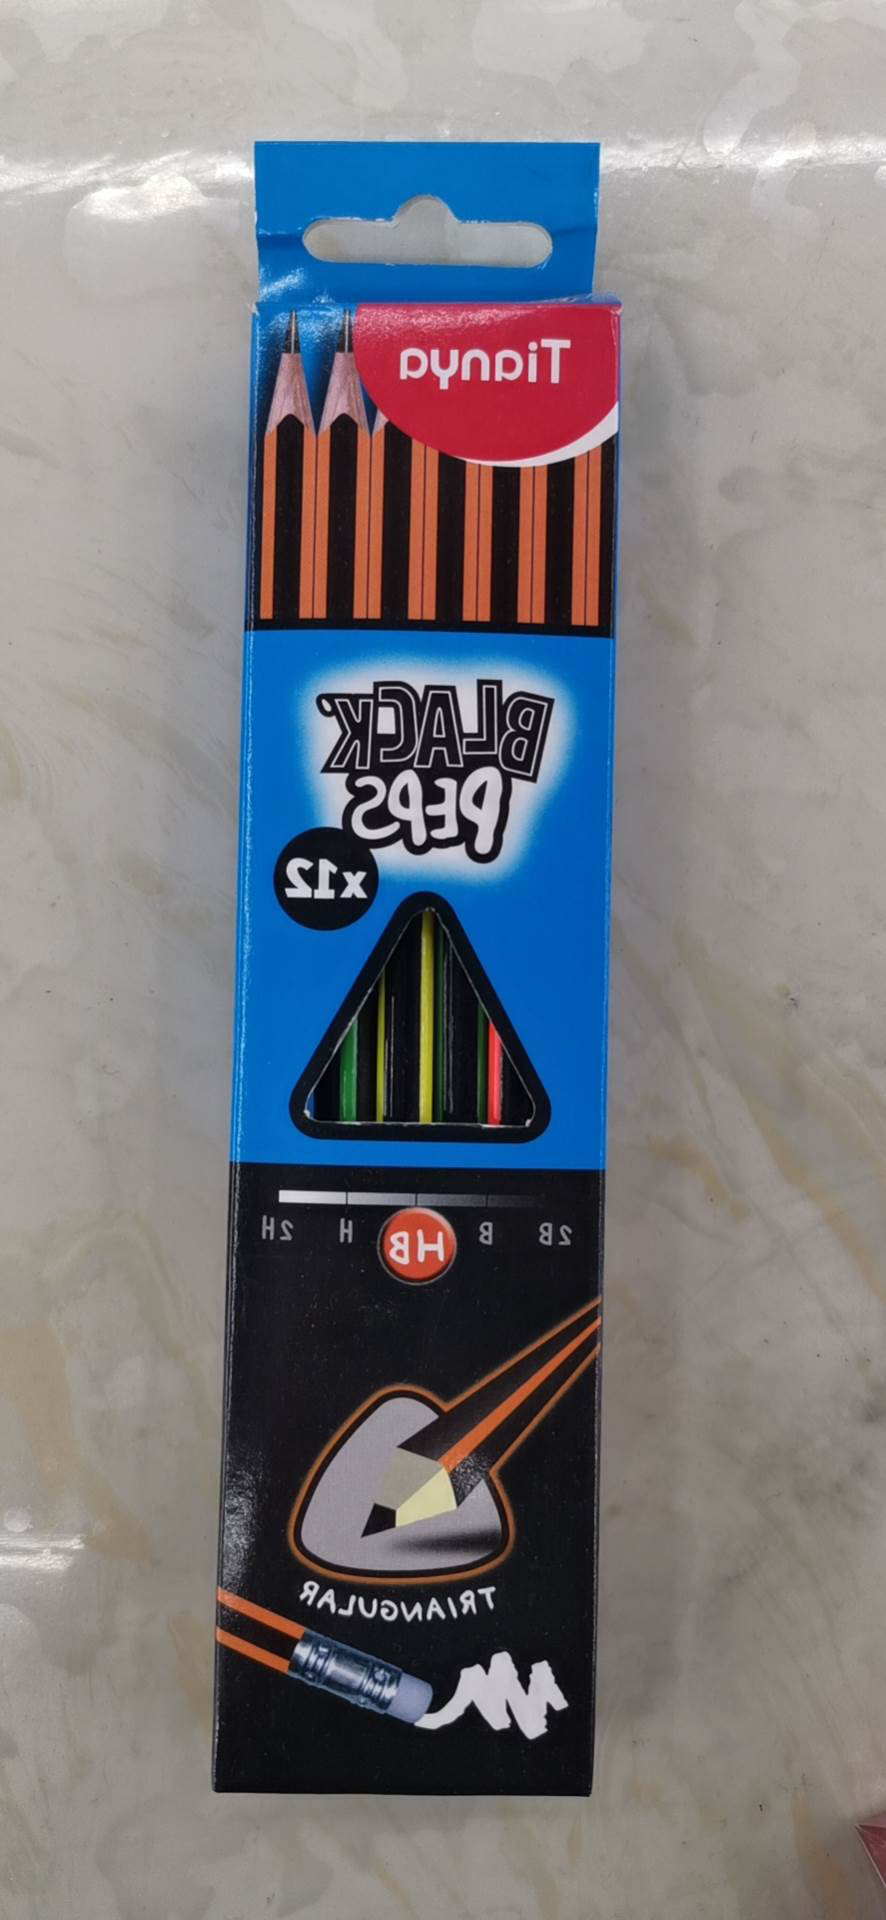 Tianya
BLACK'
PEPS
x12
2B B HB H 2H
TRIANGULAR